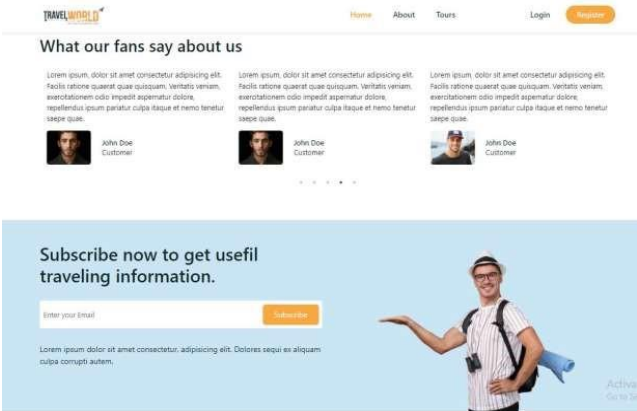 TRAVEL WORLD
Home About Tours Login Register
What our fans say about us
Lorem ipsum, dolor sit amet consectetur adipisicing elit. Lorem ipsum, dolor sit amet consectetur adipisicing elit. Lorem ipsum, dolor sit amet consectetur adipisicing elit.
Facilis ratione quaerat quae quisquam. Veritatis veniam, Facilis ratione quaerat quae quisquam. Veritatis veniam, Facilis ratione quaerat quae quisquam. Veritatis veniam,
exercitationem odio impedit aspernatur dolore, exercitationem odio impedit aspernatur dolore, exercitationem odio impedit aspernatur dolore,
repellendus ipsum pariatur culpa itaque et nemo tenetur repellendus ipsum pariatur culpa itaque et nemo tenetur repellendus ipsum pariatur culpa itaque et nemo tenetur
saepe quae. saepe quae. saepe quae.
John Doe John Doe John Doe
Customer Customer Customer
Subscribe now to get usefil
traveling information.
Enter your Email Subscribe
Lorem ipsum dolor sit amet consectetur, adipisicing elit. Dolores sequi ex aliquam
culpa corrupti autem.
Activa
Go to Se